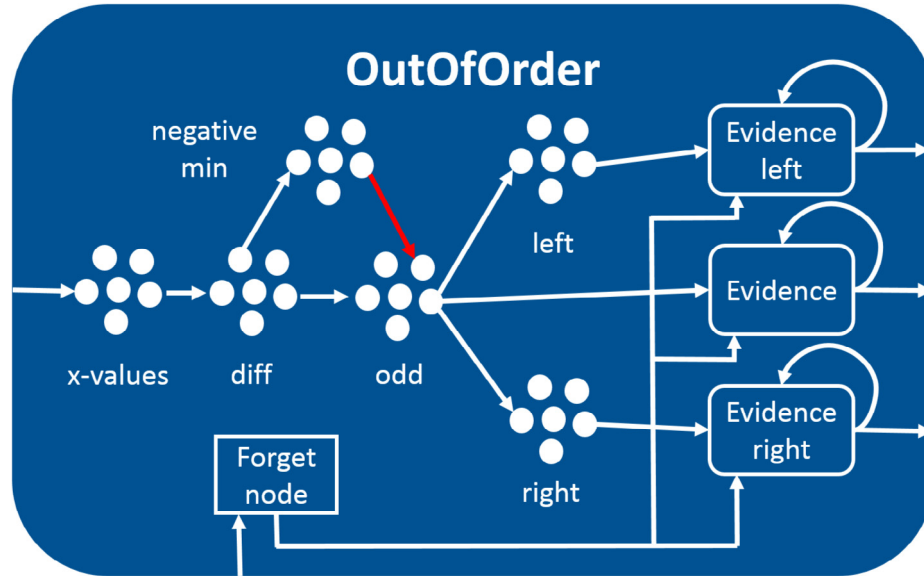 OutOfOrder
negative
min
left
Evidence
left
x-values
diff
odd
Evidence
right
Evidence
right
Forget
node